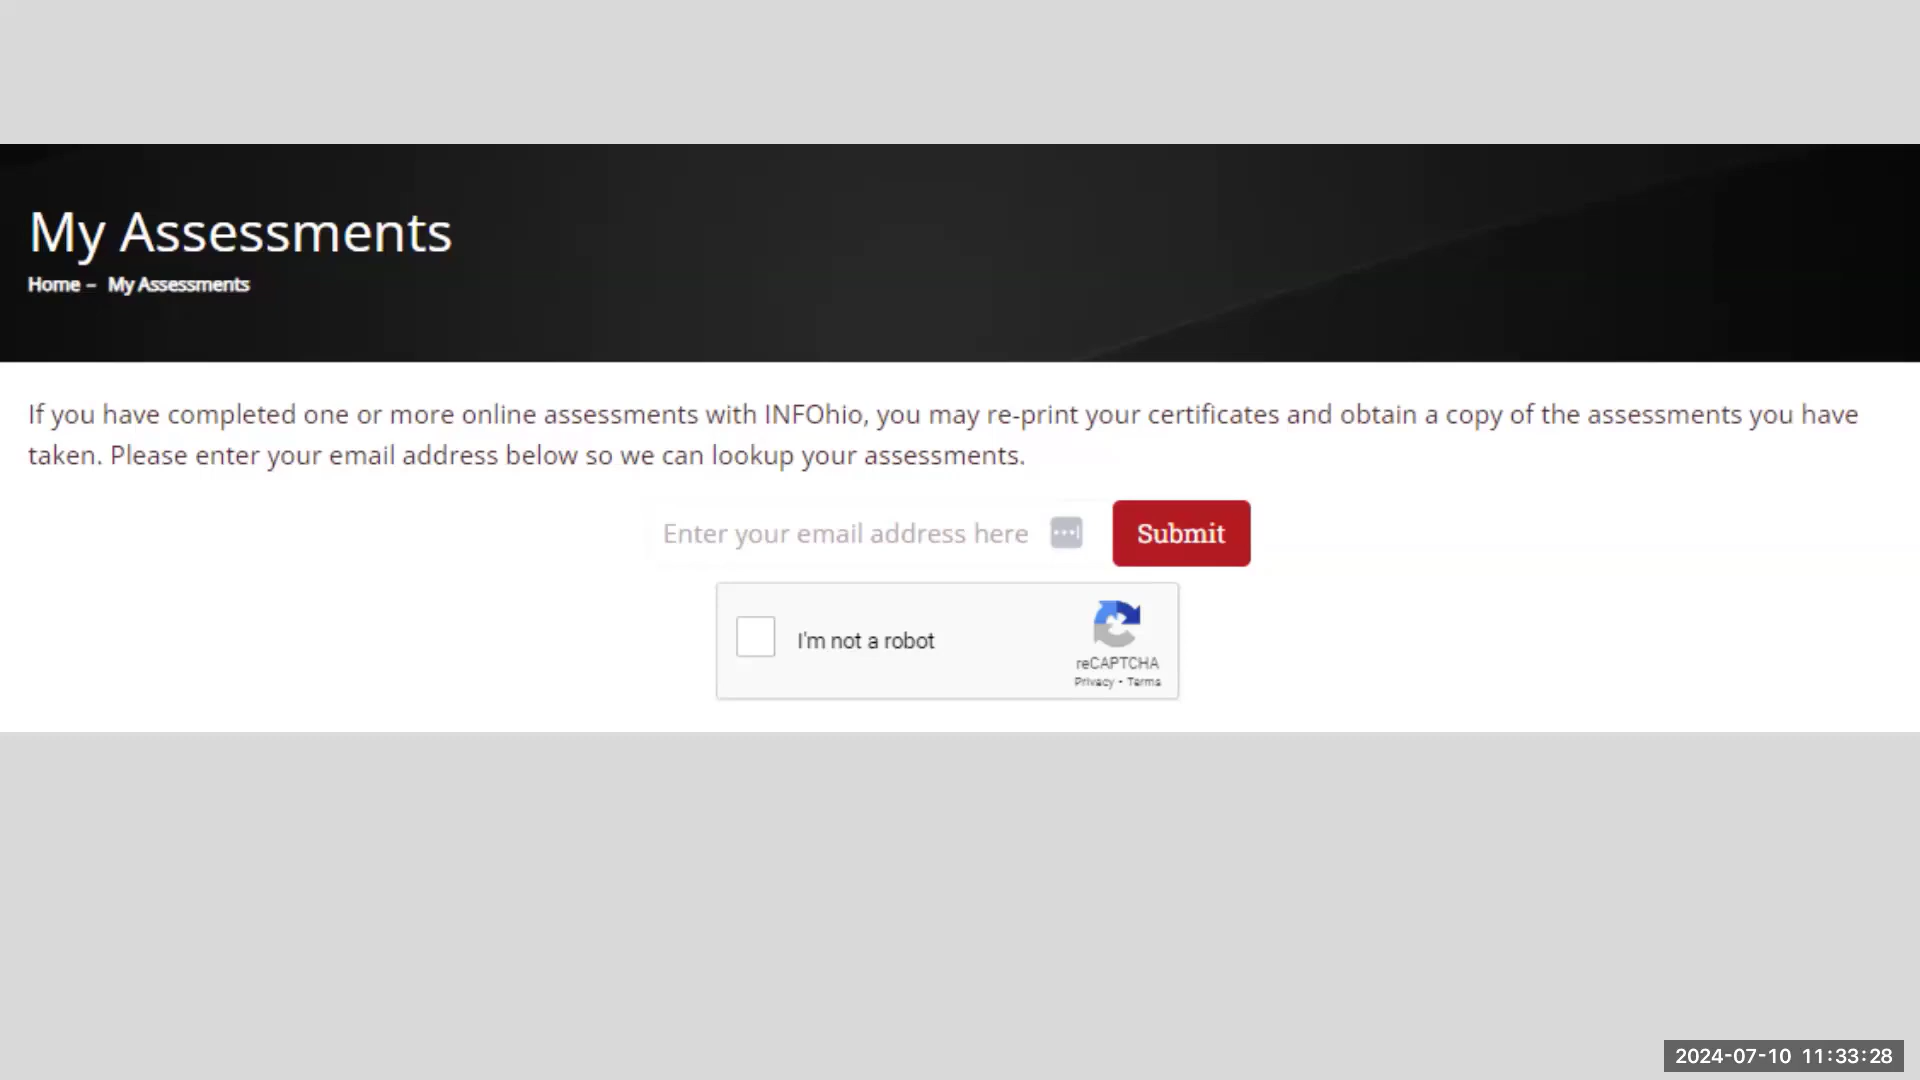 My Assessments
Home – My Assessments
If you have completed one or more online assessments with INFOhio, you may re-print your certificates and obtain a copy of the assessments you have
taken. Please enter your email address below so we can lookup your assessments.
Enter your email address here
Submit
I'm not a robot
reCAPTCHA
Privacy - Terms
2024-07-10 11:33:28